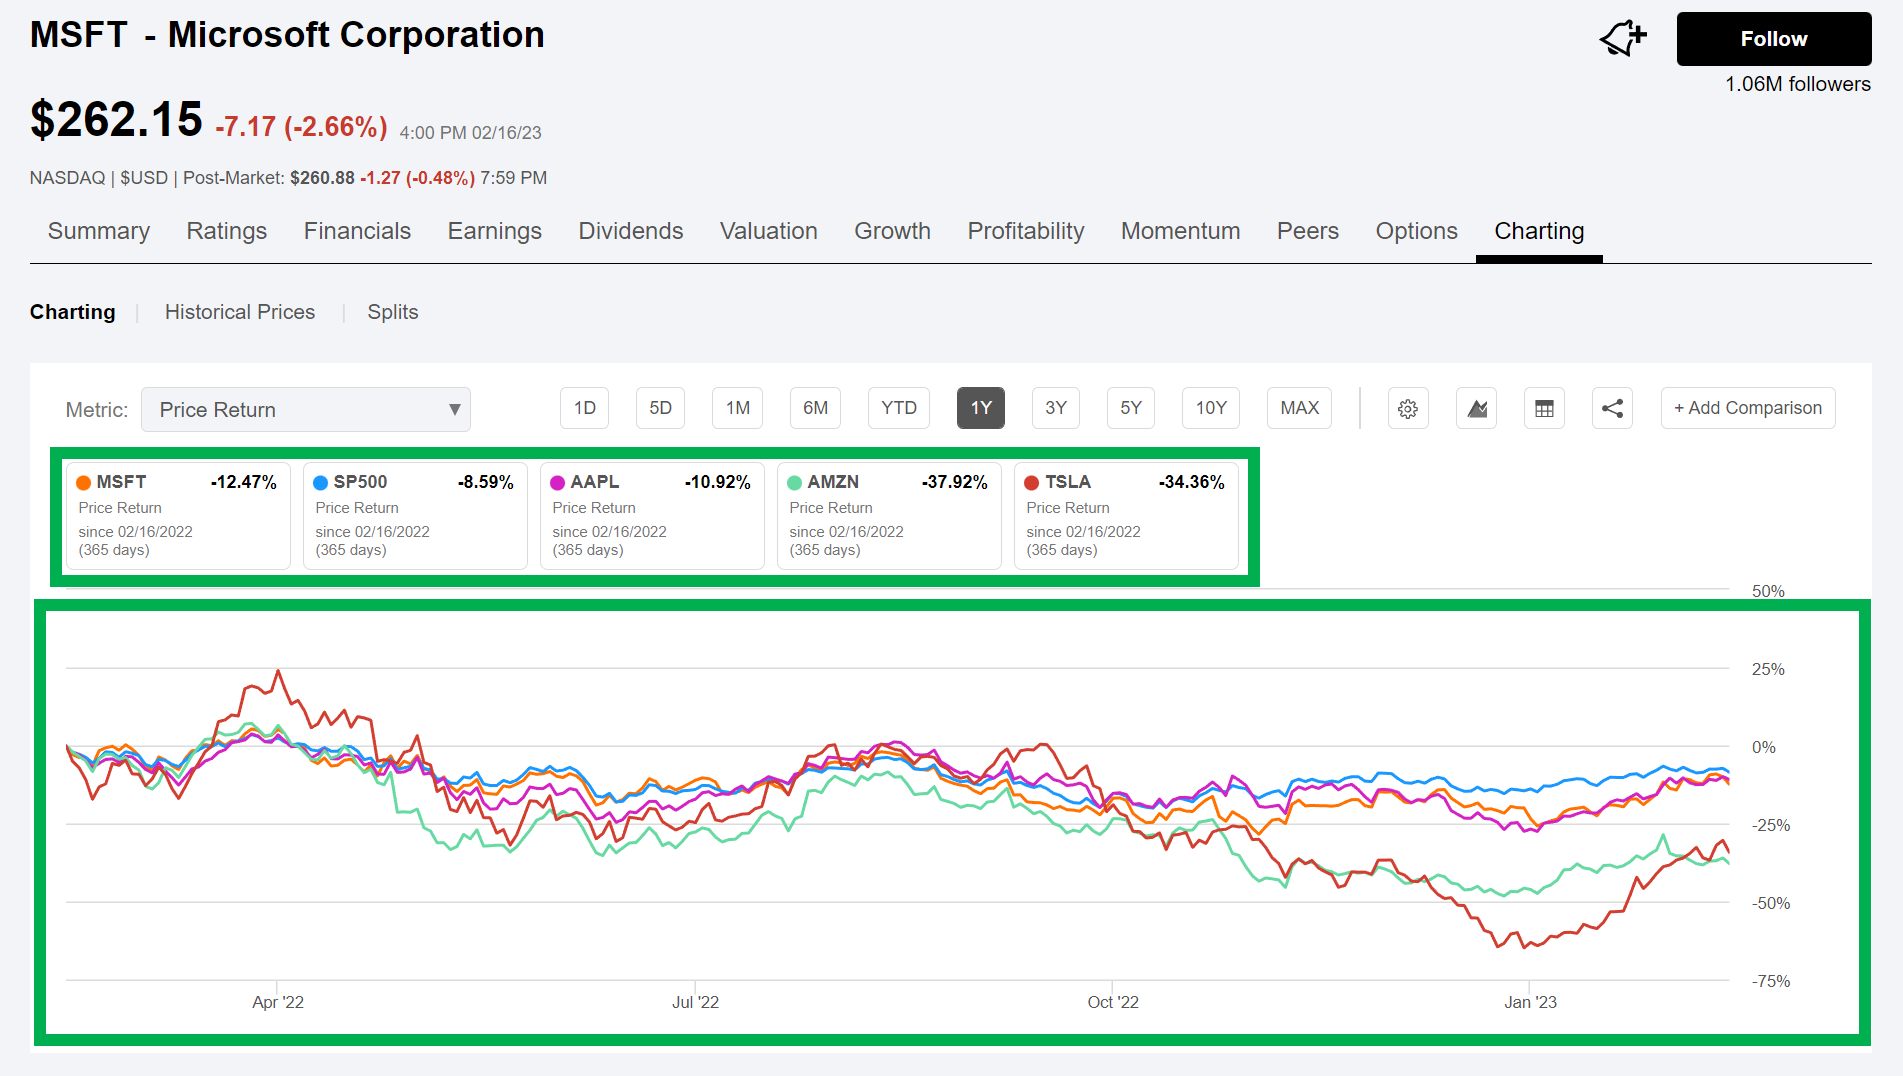 MSFT - Microsoft Corporation
Follow
1.06M followers
$262.15 -7.17 (-2.66%) 4:00 PM 02/16/23
NASDAQ | $USD | Post-Market: $260.88 -1.27 (-0.48%) 7:59 PM
Summary Ratings Financials Earnings Dividends Valuation Growth Profitability Momentum Peers Options Charting
Charting | Historical Prices | Splits
Metric: Price Return 1D 5D 1M 6M YTD 1Y 3Y 5Y 10Y MAX + Add Comparison
MSFT -12.47% SP500 -8.59% AAPL -10.92% AMZN -37.92% TSLA -34.36%
Price Return Price Return Price Return Price Return Price Return
since 02/16/2022 since 02/16/2022 since 02/16/2022 since 02/16/2022 since 02/16/2022
(365 days) (365 days) (365 days) (365 days) (365 days)
50%
25%
0%
-25%
-50%
-75%
Apr '22 Jul '22 Oct '22 Jan '23